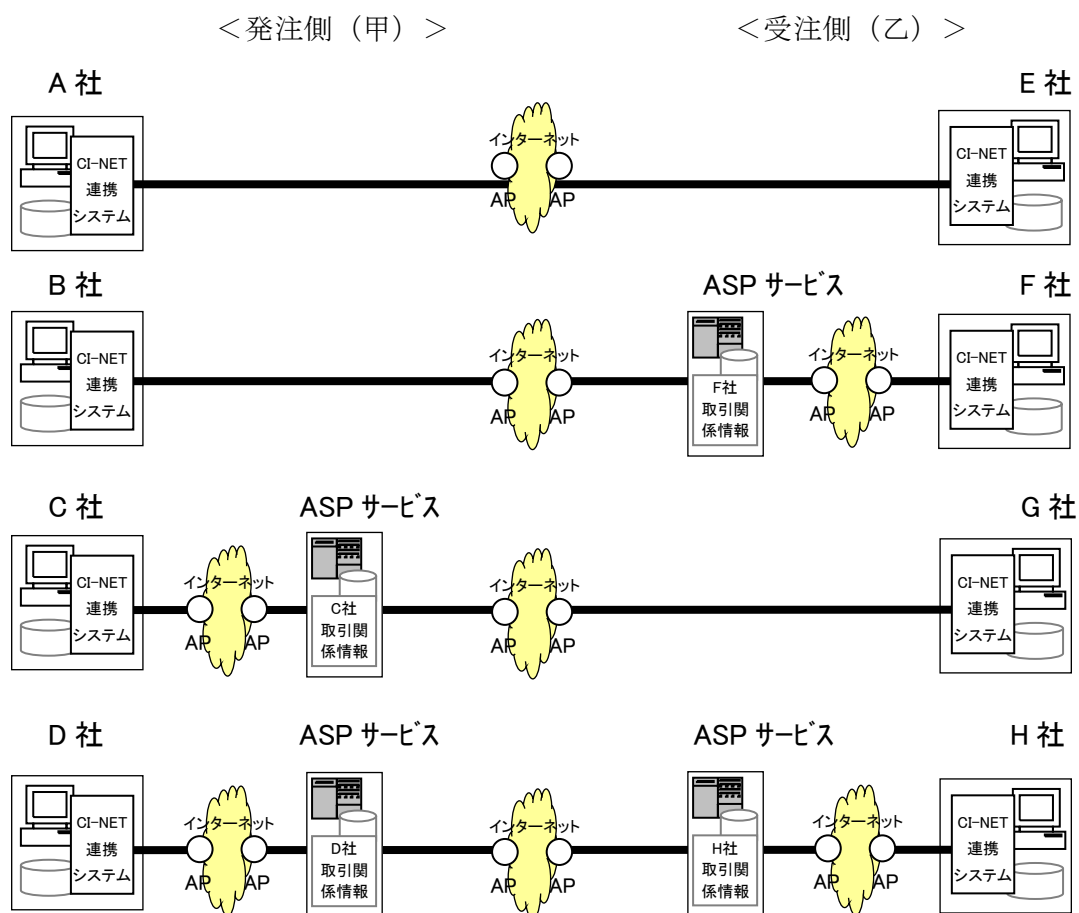 ＜発注側（甲）＞ ＜受注側（乙）＞
A 社 E 社
CI-NET
連携
システム
インターネット
AP AP
CI-NET
連携
システム
B 社 ASP サービス F 社
CI-NET
連携
システム
インターネット
AP AP
F社
取引関
係情報
インターネット
AP AP
CI-NET
連携
システム
C 社 ASP サービス G 社
CI-NET
連携
システム
インターネット
AP AP
C社
取引関
係情報
インターネット
AP AP
CI-NET
連携
システム
D 社 ASP サービス ASP サービス H 社
CI-NET
連携
システム
インターネット
AP AP
D社
取引関
係情報
インターネット
AP AP
H社
取引関
係情報
インターネット
AP AP
CI-NET
連携
システム